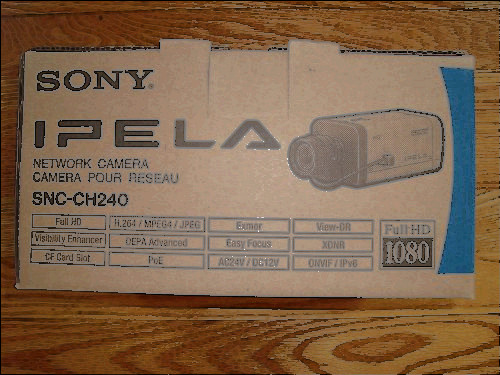 SONY
IPELA
NETWORK CAMERA
CAMERA POUR RESEAU
SNC-CH240
Full HD H.264 / MPEG4 / JPEG Exmor View-DR
Visibility Enhancer DEPA Advanced Easy Focus XDNR
CF Card Slot PoE AC24V / DC12V ONVIF / IPv6
Full HD
1080